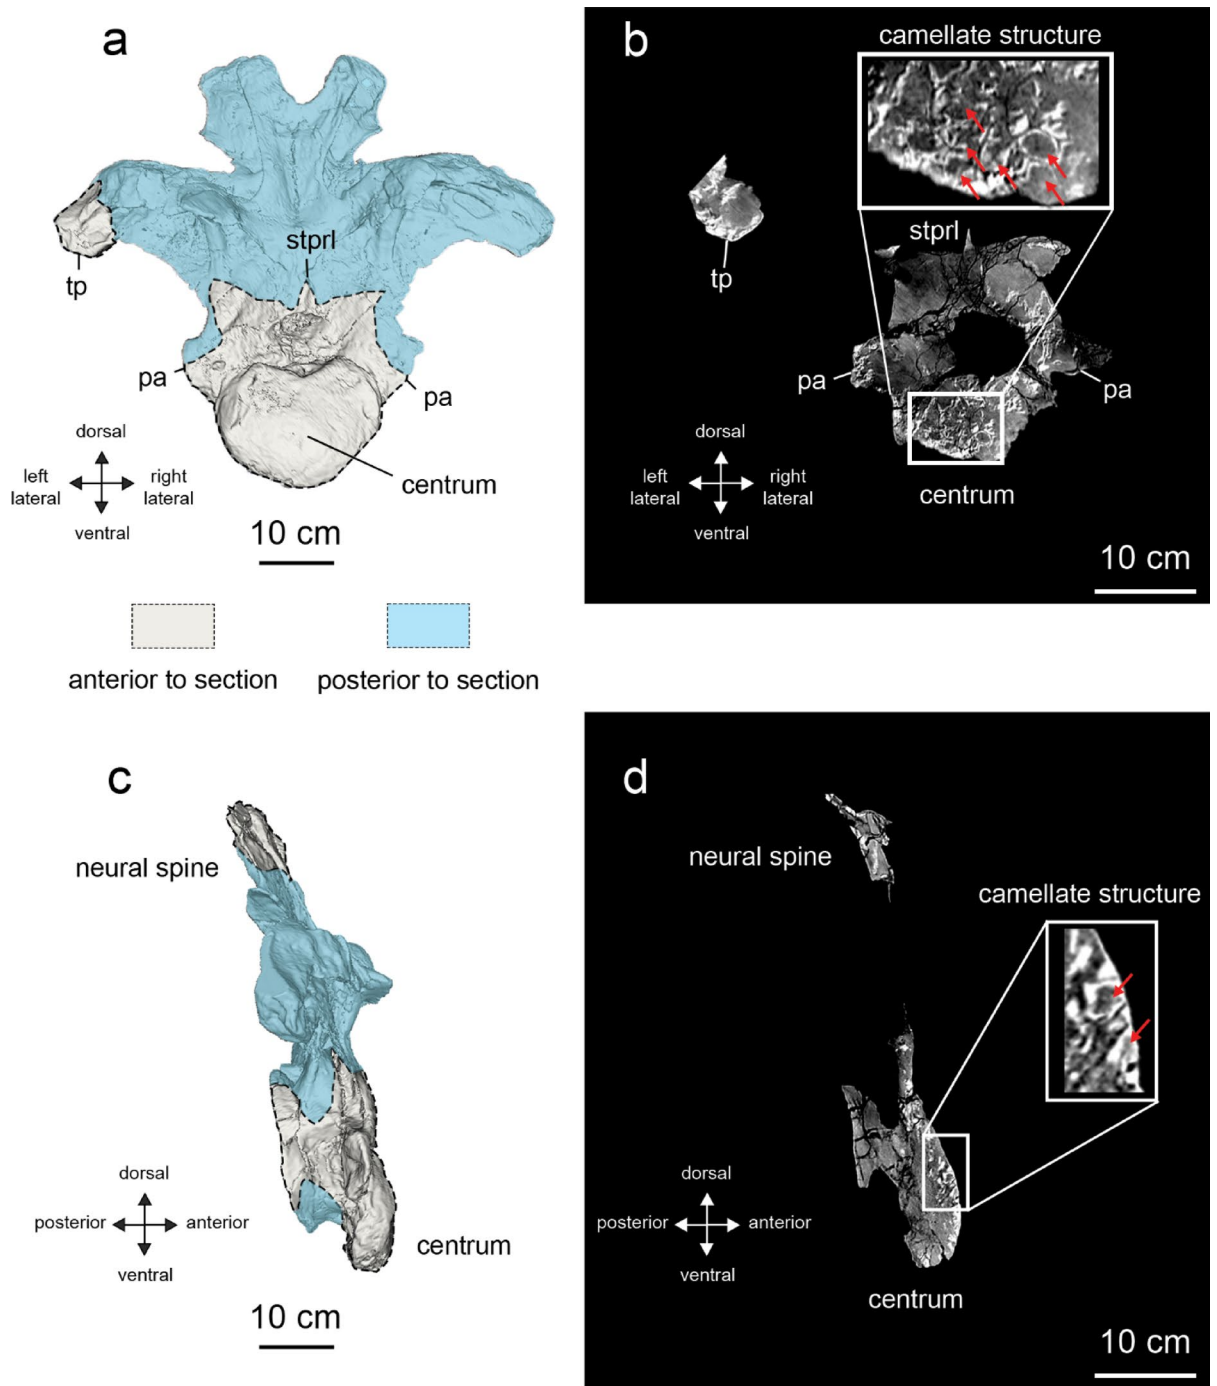 a
stprl
tp
pa
pa
centrum
dorsal
left
lateral
right
lateral
ventral
10 cm
b
camellate structure
stprl
tp
pa
pa
dorsal
left
lateral
right
lateral
ventral
centrum
10 cm
anterior to section
posterior to section
c
neural spine
dorsal
posterior
anterior
ventral
centrum
10 cm
d
neural spine
camellate structure
dorsal
posterior
anterior
ventral
centrum
10 cm